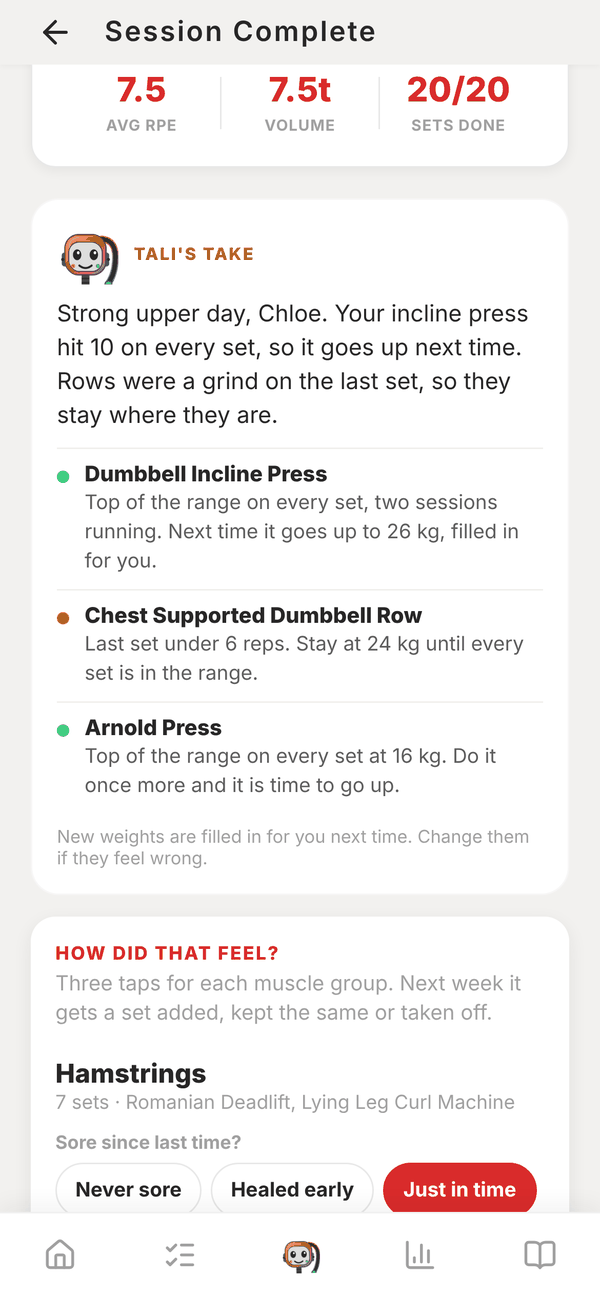 Session Complete
7.5 7.5t 20/20
AVG RPE VOLUME SETS DONE
TALI'S TAKE
Strong upper day, Chloe. Your incline press
hit 10 on every set, so it goes up next time.
Rows were a grind on the last set, so they
stay where they are.
Dumbbell Incline Press
Top of the range on every set, two sessions
running. Next time it goes up to 26 kg, filled in
for you.
Chest Supported Dumbbell Row
Last set under 6 reps. Stay at 24 kg until every
set is in the range.
Arnold Press
Top of the range on every set at 16 kg. Do it
once more and it is time to go up.
New weights are filled in for you next time. Change them
if they feel wrong.
HOW DID THAT FEEL?
Three taps for each muscle group. Next week it
gets a set added, kept the same or taken off.
Hamstrings
7 sets · Romanian Deadlift, Lying Leg Curl Machine
Sore since last time?
Never sore Healed early Just in time